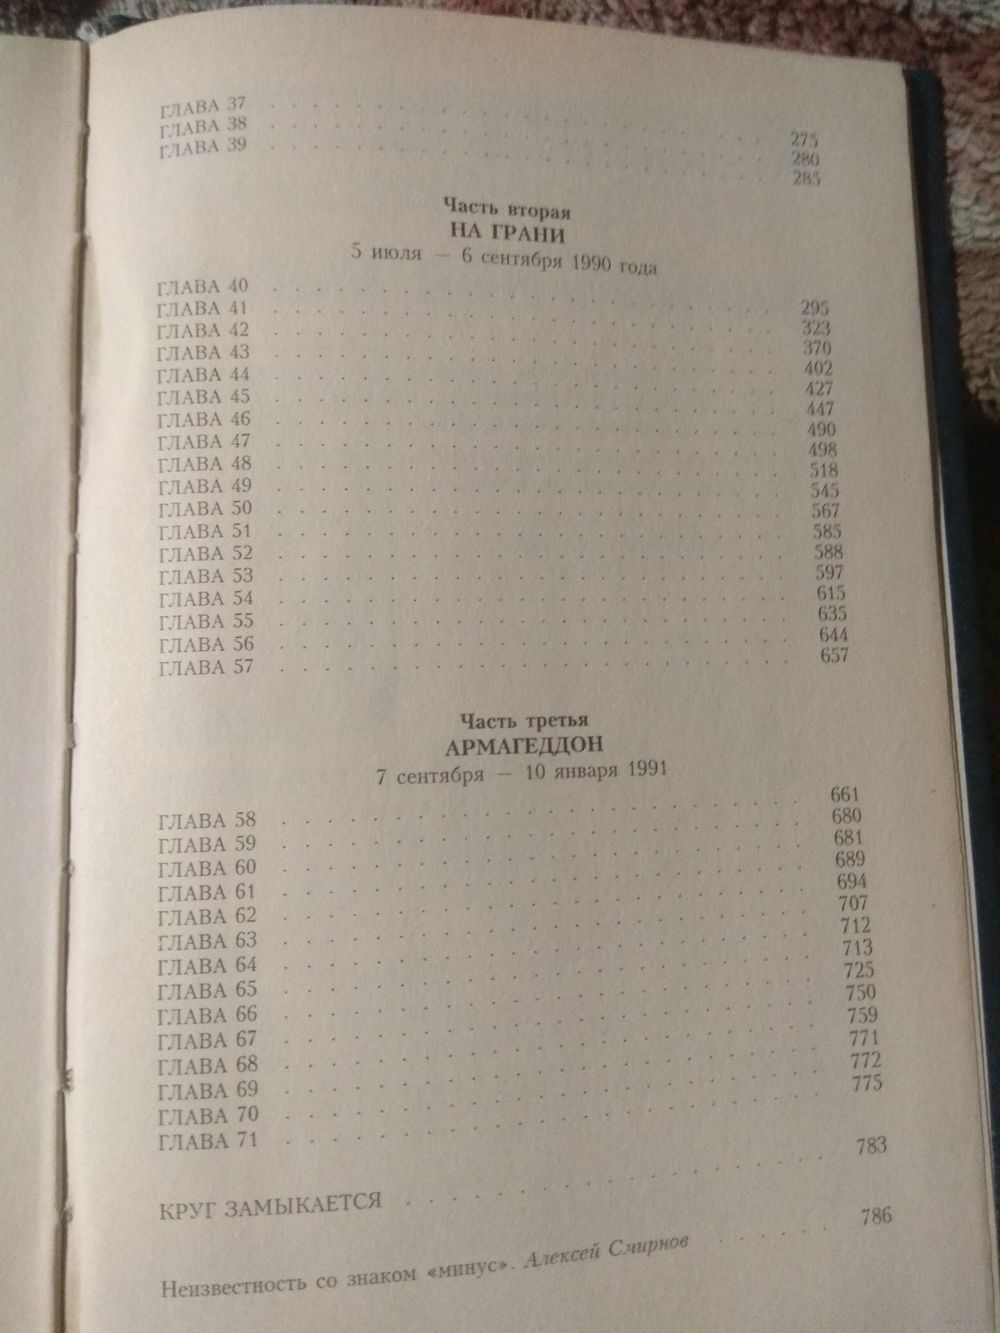 ГЛАВА 37 . . . . . . . . . . 275
ГЛАВА 38 . . . . . . . . . . 280
ГЛАВА 39 . . . . . . . . . . 285
Часть вторая
НА ГРАНИ
5 июля — 6 сентября 1990 года
ГЛАВА 40 . . . . . . . . . . 295
ГЛАВА 41 . . . . . . . . . . 323
ГЛАВА 42 . . . . . . . . . . 370
ГЛАВА 43 . . . . . . . . . . 402
ГЛАВА 44 . . . . . . . . . . 427
ГЛАВА 45 . . . . . . . . . . 447
ГЛАВА 46 . . . . . . . . . . 490
ГЛАВА 47 . . . . . . . . . . 498
ГЛАВА 48 . . . . . . . . . . 518
ГЛАВА 49 . . . . . . . . . . 545
ГЛАВА 50 . . . . . . . . . . 567
ГЛАВА 51 . . . . . . . . . . 585
ГЛАВА 52 . . . . . . . . . . 588
ГЛАВА 53 . . . . . . . . . . 597
ГЛАВА 54 . . . . . . . . . . 615
ГЛАВА 55 . . . . . . . . . . 635
ГЛАВА 56 . . . . . . . . . . 644
ГЛАВА 57 . . . . . . . . . . 657
Часть третья
АРМАГЕДДОН
7 сентября — 10 января 1991
ГЛАВА 58 . . . . . . . . . . 661
ГЛАВА 59 . . . . . . . . . . 680
ГЛАВА 60 . . . . . . . . . . 681
ГЛАВА 61 . . . . . . . . . . 689
ГЛАВА 62 . . . . . . . . . . 694
ГЛАВА 63 . . . . . . . . . . 707
ГЛАВА 64 . . . . . . . . . . 712
ГЛАВА 65 . . . . . . . . . . 713
ГЛАВА 66 . . . . . . . . . . 725
ГЛАВА 67 . . . . . . . . . . 750
ГЛАВА 68 . . . . . . . . . . 759
ГЛАВА 69 . . . . . . . . . . 771
ГЛАВА 70 . . . . . . . . . . 772
ГЛАВА 71 . . . . . . . . . . 775
КРУГ ЗАМЫКАЕТСЯ . . . . . . . . . . 783
Неизвестность со знаком «минус». Алексей Смирнов . . . . . 786